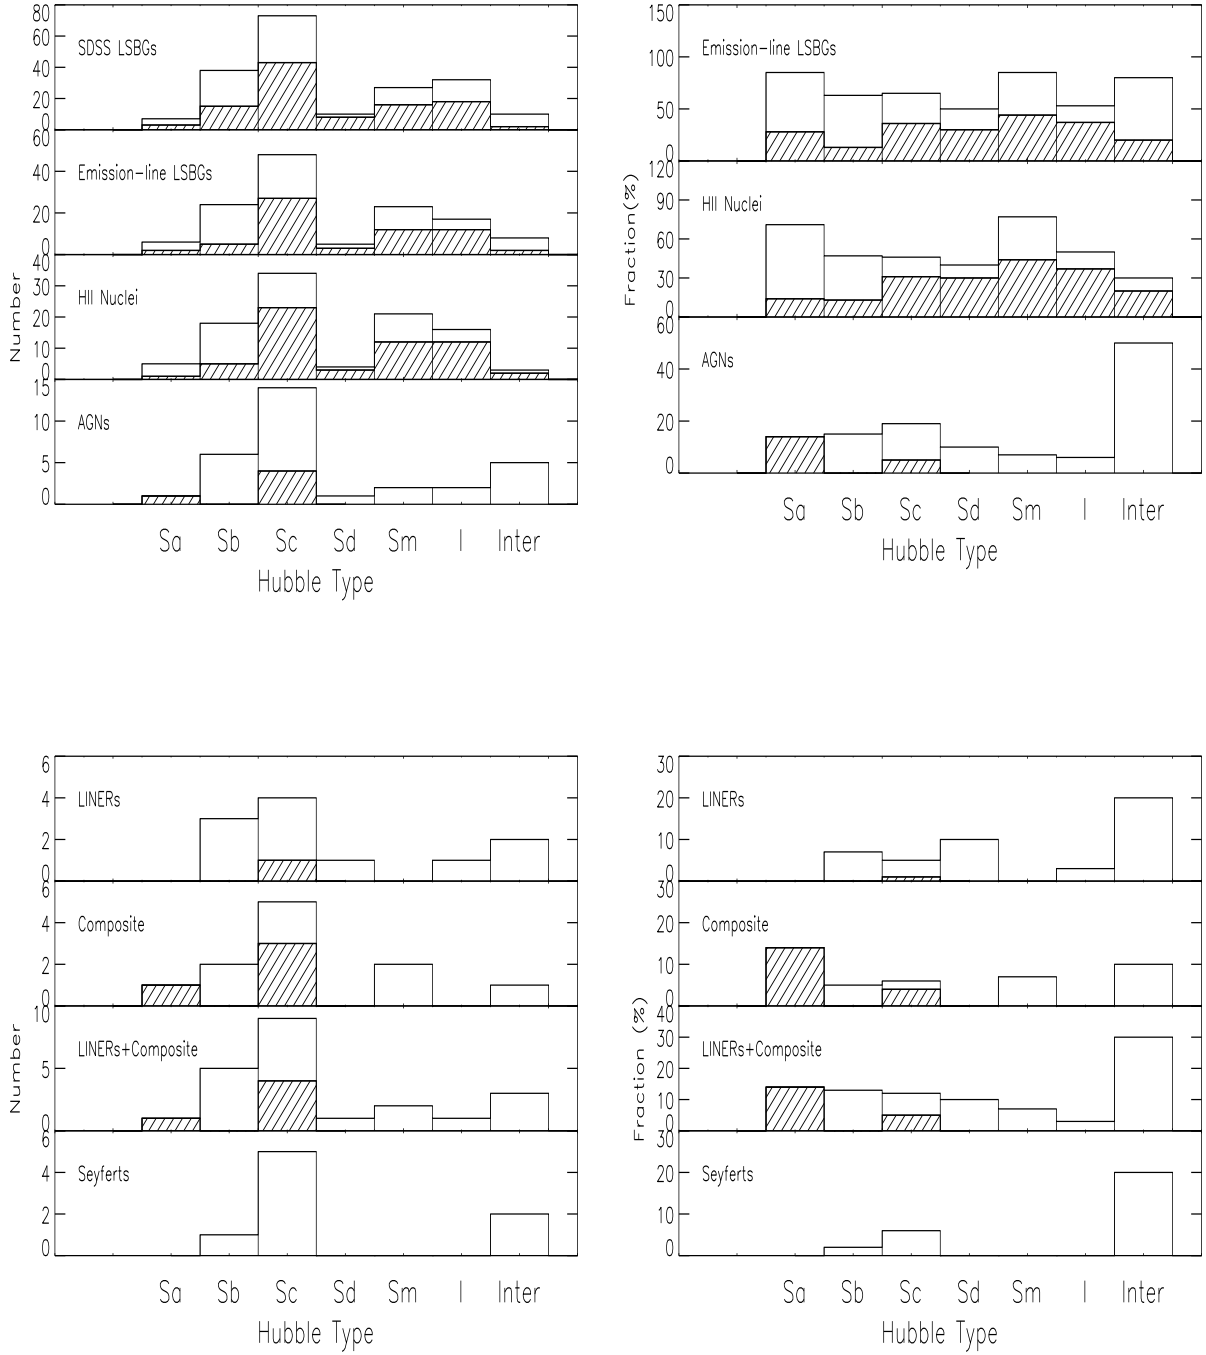 80
60
40
20
0
SDSS LSBGs
60
40
20
0
Emission-line LSBGs
40
30
20
10
0
HII Nuclei
15
10
5
0
AGNs
Number
Sa Sb Sc Sd Sm I Inter
Hubble Type
150
100
50
0
Emission-line LSBGs
120
90
60
30
0
HII Nuclei
60
40
20
0
AGNs
Fraction(%)
Sa Sb Sc Sd Sm I Inter
Hubble Type
6
4
2
0
LINERs
6
4
2
0
Composite
10
5
0
LINERs+Composite
6
4
2
0
Seyferts
Number
Sa Sb Sc Sd Sm I Inter
Hubble Type
30
20
10
0
LINERs
30
20
10
0
Composite
40
30
20
10
0
LINERs+Composite
30
20
10
0
Seyferts
Fraction (%)
Sa Sb Sc Sd Sm I Inter
Hubble Type